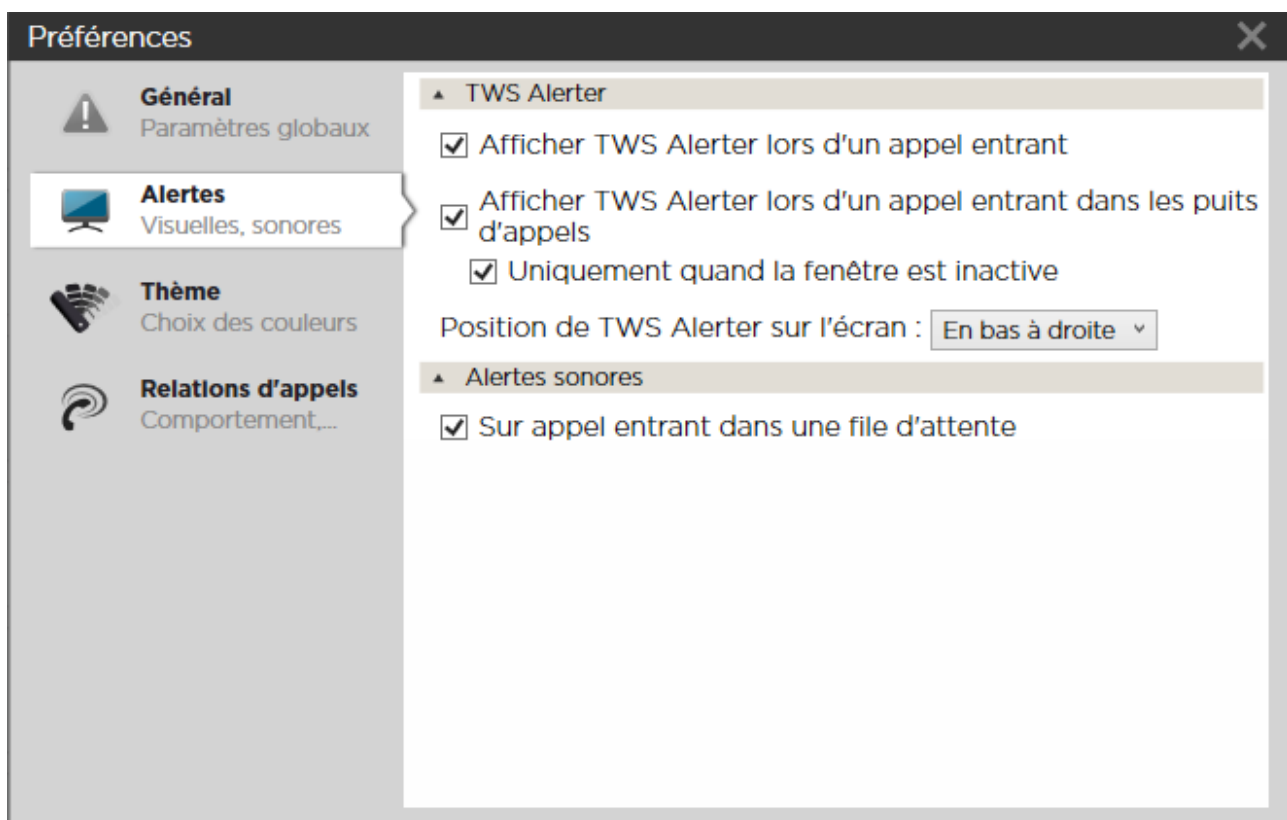 Préférences
Général
Paramètres globaux
Alertes
Visuelles, sonores
Thème
Choix des couleurs
Relations d'appels
Comportement,...
TWS Alerter
Afficher TWS Alerter lors d'un appel entrant
Afficher TWS Alerter lors d'un appel entrant dans les puits
d'appels
Uniquement quand la fenêtre est inactive
Position de TWS Alerter sur l'écran : En bas à droite
Alertes sonores
Sur appel entrant dans une file d'attente